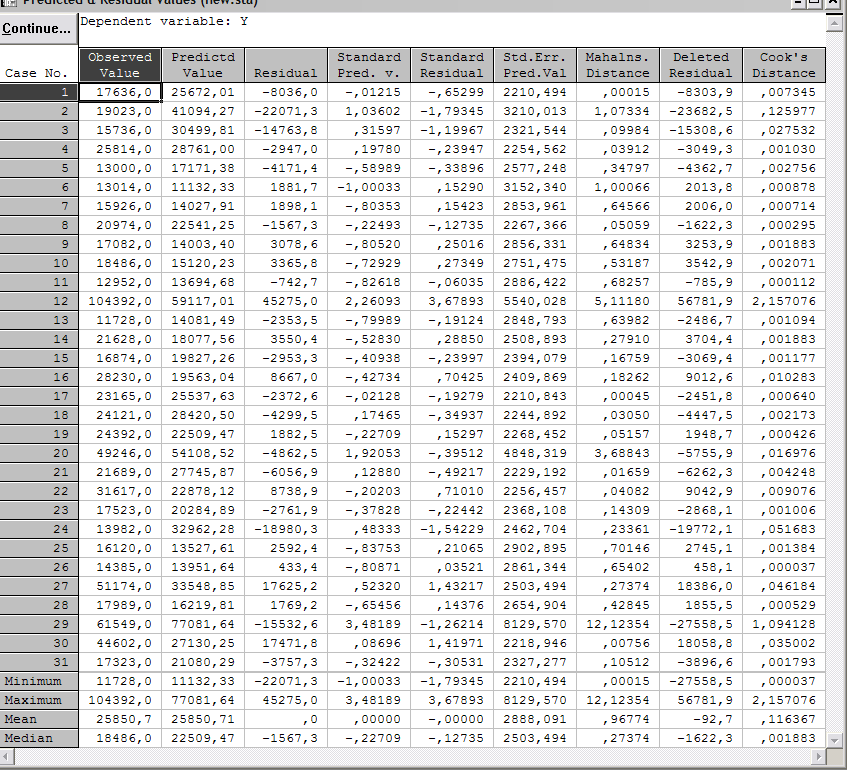 Predicted & Residual Values (new.sta)
Continue... Dependent variable: Y
Observed Predictd Standard Standard Std.Err. Mahalns. Deleted Cook's
Case No. Value Value Residual Pred. v. Residual Pred.Val Distance Residual Distance
1 17636,0 25672,01 -8036,0 -,01215 -,65299 2210,494 ,00015 -8303,9 ,007345
2 19023,0 41094,27 -22071,3 1,03602 -1,79345 3210,013 1,07334 -23682,5 ,125977
3 15736,0 30499,81 -14763,8 ,31597 -1,19967 2321,544 ,09984 -15308,6 ,027532
4 25814,0 28761,00 -2947,0 ,19780 -,23947 2254,562 ,03912 -3049,3 ,001030
5 13000,0 17171,38 -4171,4 -,58989 -,33896 2577,248 ,34797 -4362,7 ,002756
6 13014,0 11132,33 1881,7 -1,00033 ,15290 3152,340 1,00066 2013,8 ,000878
7 15926,0 14027,91 1898,1 -,80353 ,15423 2853,961 ,64566 2006,0 ,000714
8 20974,0 22541,25 -1567,3 -,22493 -,12735 2267,366 ,05059 -1622,3 ,000295
9 17082,0 14003,40 3078,6 -,80520 ,25016 2856,331 ,64834 3253,9 ,001883
10 18486,0 15120,23 3365,8 -,72929 ,27349 2751,475 ,53187 3542,9 ,002071
11 12952,0 13694,68 -742,7 -,82618 -,06035 2886,422 ,68257 -785,9 ,000112
12 104392,0 59117,01 45275,0 2,26093 3,67893 5540,028 5,11180 56781,9 2,157076
13 11728,0 14081,49 -2353,5 -,79989 -,19124 2848,793 ,63982 -2486,7 ,001094
14 21628,0 18077,56 3550,4 -,52830 ,28850 2508,893 ,27910 3704,4 ,001883
15 16874,0 19827,26 -2953,3 -,40938 -,23997 2394,079 ,16759 -3069,4 ,001177
16 28230,0 19563,04 8667,0 -,42734 ,70425 2409,869 ,18262 9012,6 ,010283
17 23165,0 25537,63 -2372,6 -,02128 -,19279 2210,843 ,00045 -2451,8 ,000640
18 24121,0 28420,50 -4299,5 ,17465 -,34937 2244,892 ,03050 -4447,5 ,002173
19 24392,0 22509,47 1882,5 -,22709 ,15297 2268,452 ,05157 1948,7 ,000426
20 49246,0 54108,52 -4862,5 1,92053 -,39512 4848,319 3,68843 -5755,9 ,016976
21 21689,0 27745,87 -6056,9 ,12880 -,49217 2229,192 ,01659 -6262,3 ,004248
22 31617,0 22878,12 8738,9 -,20203 ,71010 2256,457 ,04082 9042,9 ,009076
23 17523,0 20284,89 -2761,9 -,37828 -,22442 2368,108 ,14309 -2868,1 ,001006
24 13982,0 32962,28 -18980,3 ,48333 -1,54229 2462,704 ,23361 -19772,1 ,051683
25 16120,0 13527,61 2592,4 -,83753 ,21065 2902,895 ,70146 2745,1 ,001384
26 14385,0 13951,64 433,4 -,80871 ,03521 2861,344 ,65402 458,1 ,000037
27 51174,0 33548,85 17625,2 ,52320 1,43217 2503,494 ,27374 18386,0 ,046184
28 17989,0 16219,81 1769,2 -,65456 ,14376 2654,904 ,42845 1855,5 ,000529
29 61549,0 77081,64 -15532,6 3,48189 -1,26214 8129,570 12,12354 -27558,5 1,094128
30 44602,0 27130,25 17471,8 ,08696 1,41971 2218,946 ,00756 18058,8 ,035002
31 17323,0 21080,29 -3757,3 -,32422 -,30531 2327,277 ,10512 -3896,6 ,001793
Minimum 11728,0 11132,33 -22071,3 -1,00033 -1,79345 2210,494 ,00015 -27558,5 ,000037
Maximum 104392,0 77081,64 45275,0 3,48189 3,67893 8129,570 12,12354 56781,9 2,157076
Mean 25850,7 25850,71 ,0 ,00000 -,00000 2888,091 ,96774 -92,7 ,116367
Median 18486,0 22509,47 -1567,3 -,22709 -,12735 2503,494 ,27374 -1622,3 ,001883